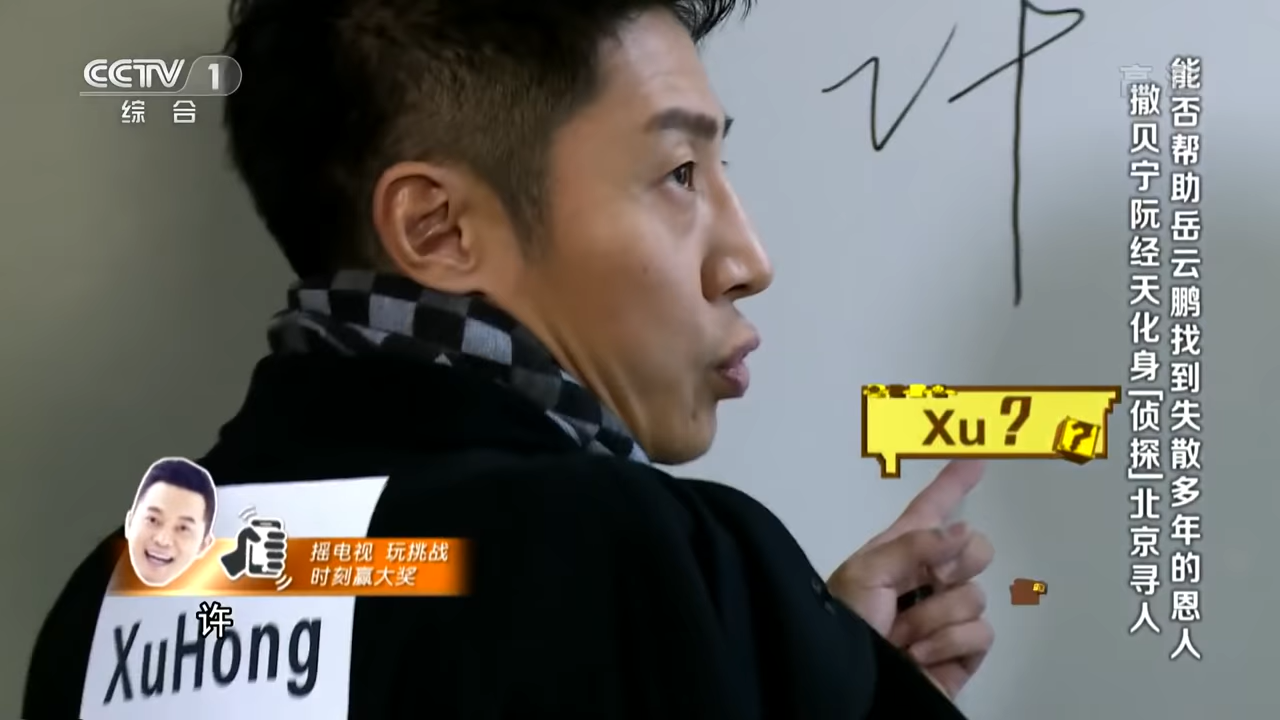 CCTV 1
综合
许
能否帮助岳云鹏找到失散多年的恩人
撒贝宁阮经天化身「侦探」北京寻人
Xu?
?
摇电视 玩挑战
时刻赢大奖
许
XuHong